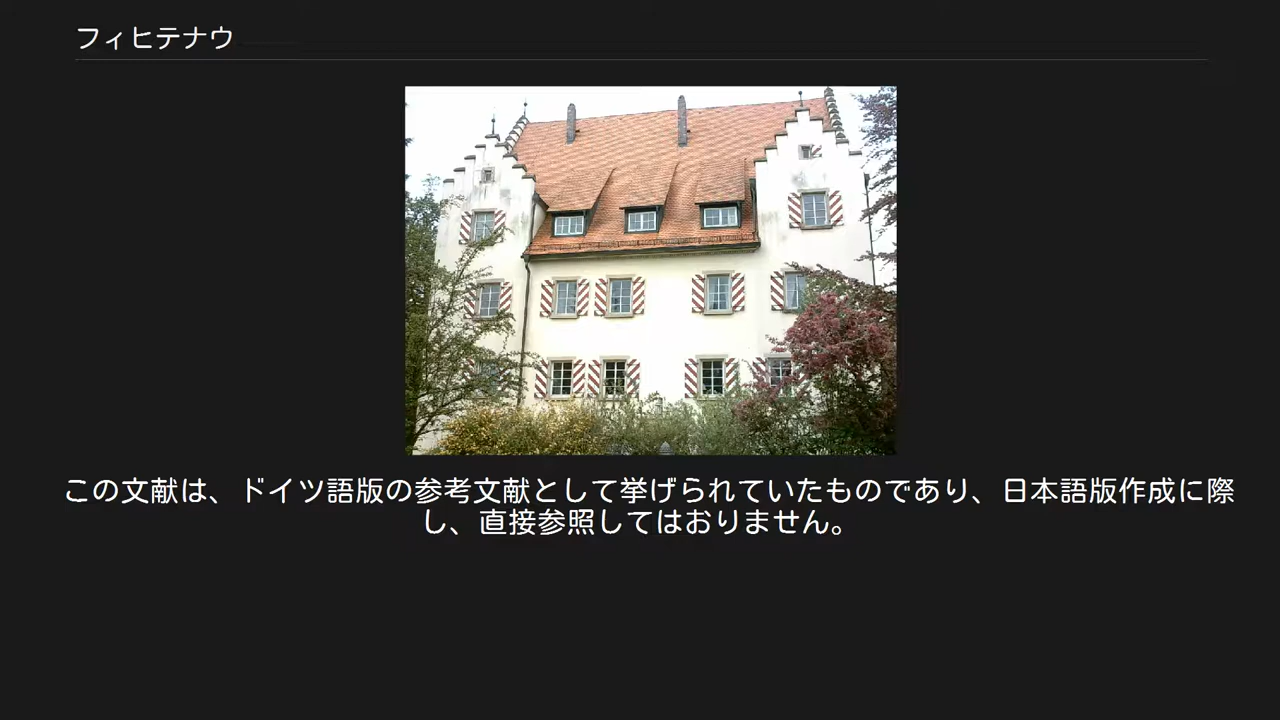 フィヒテナウ
この文献は、ドイツ語版の参考文献として挙げられていたものであり、日本語版作成に際
し、直接参照してはおりません。